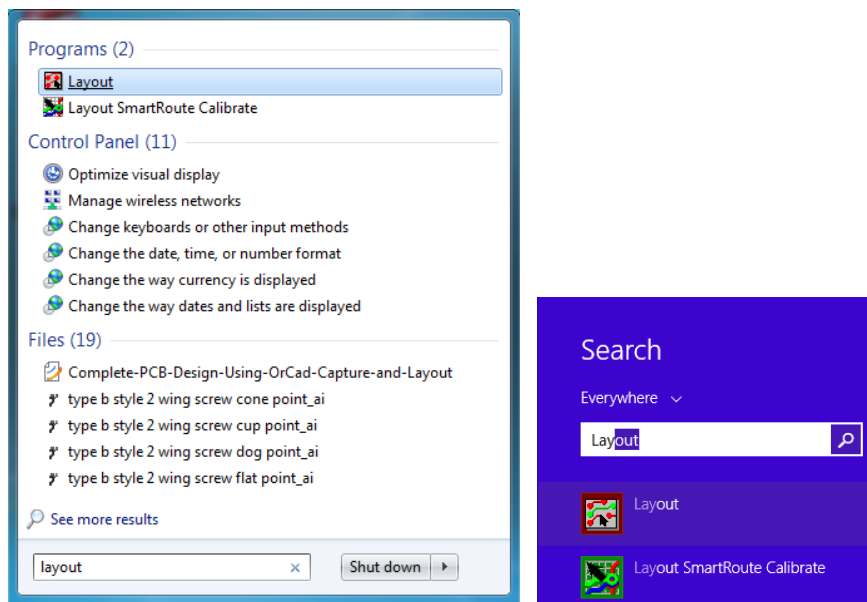 Programs (2)
Layout
Layout SmartRoute Calibrate
Control Panel (11)
Optimize visual display
Manage wireless networks
Change keyboards or other input methods
Change the date, time, or number format
Change the way currency is displayed
Change the way dates and lists are displayed
Files (19)
Complete-PCB-Design-Using-OrCad-Capture-and-Layout
type b style 2 wing screw cone point_ai
type b style 2 wing screw cup point_ai
type b style 2 wing screw dog point_ai
type b style 2 wing screw flat point_ai
See more results
layout
Shut down
Search
Everywhere
Layout
Layout
Layout SmartRoute Calibrate